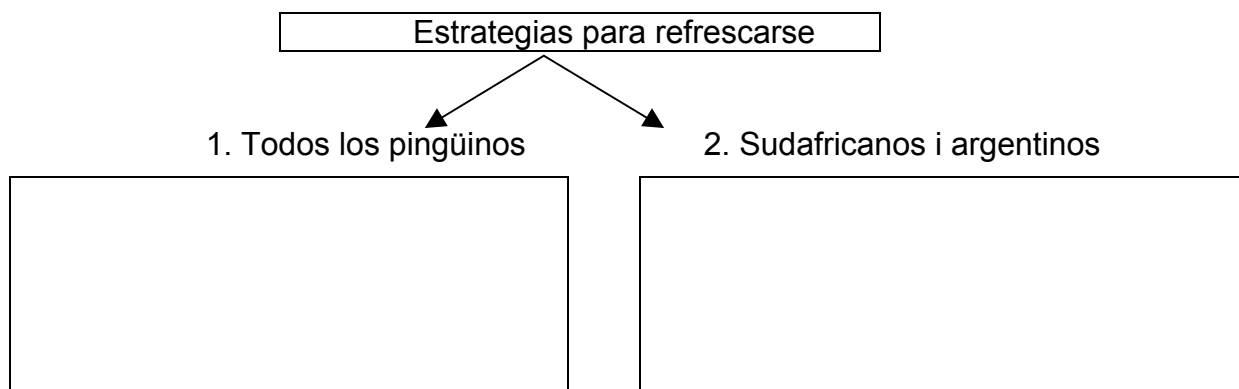 Estrategias para refrescarse
1. Todos los pingüinos
2. Sudafricanos i argentinos